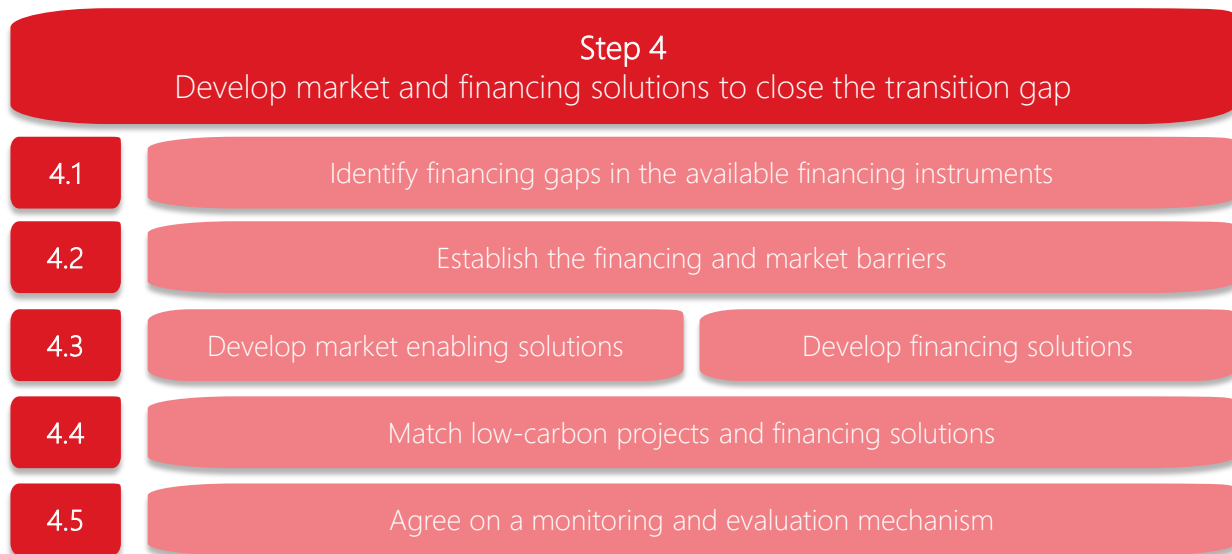 Step 4
Develop market and financing solutions to close the transition gap
4.1
Identify financing gaps in the available financing instruments
4.2
Establish the financing and market barriers
4.3
Develop market enabling solutions
Develop financing solutions
4.4
Match low-carbon projects and financing solutions
4.5
Agree on a monitoring and evaluation mechanism